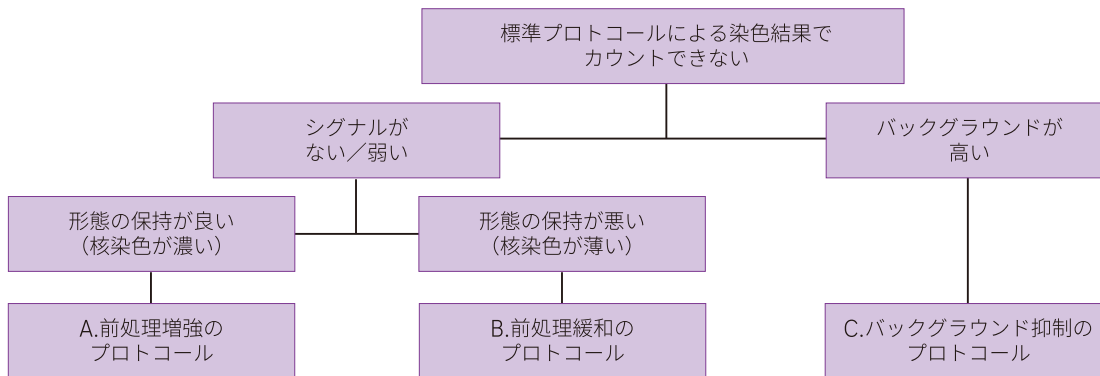 標準プロトコールによる染色結果で
カウントできない
シグナルが
ない／弱い
バックグラウンドが
高い
形態の保持が良い
（核染色が濃い）
形態の保持が悪い
（核染色が薄い）
A.前処理増強の
プロトコール
B.前処理緩和の
プロトコール
C.バックグラウンド抑制の
プロトコール